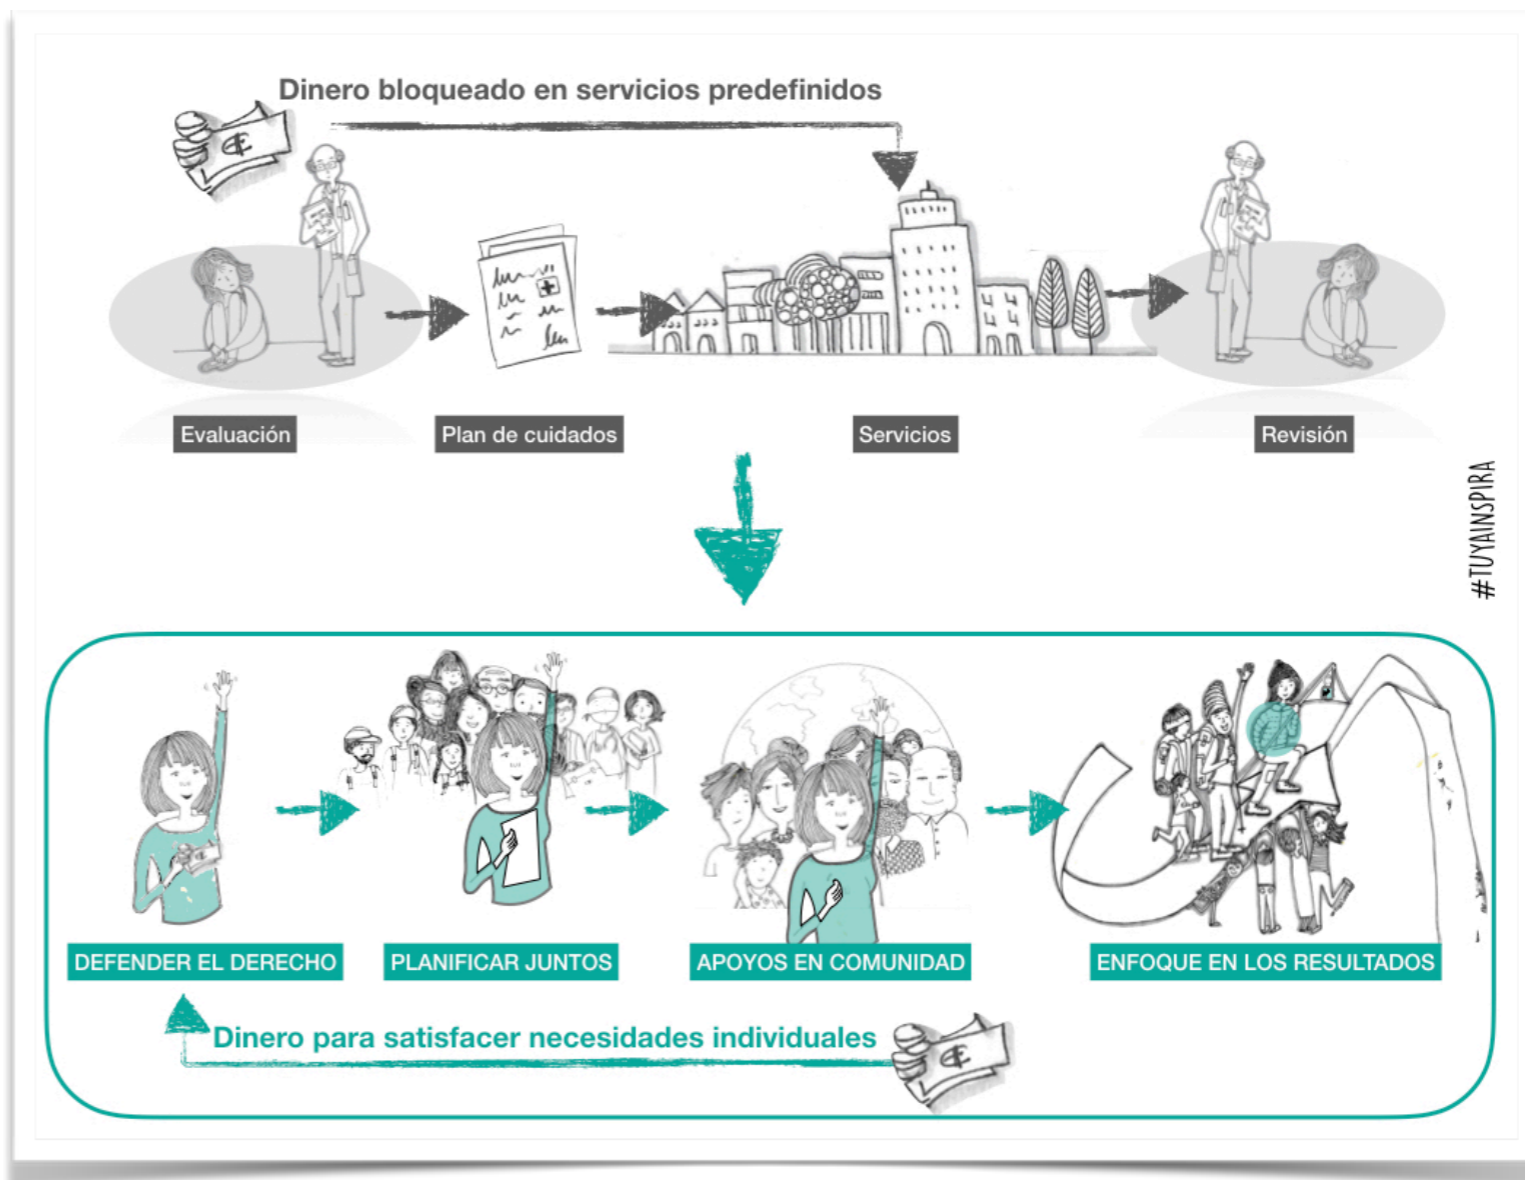 Dinero bloqueado en servicios predefinidos
Evaluación
Plan de cuidados
Servicios
Revisión
#TUYAINSPIRA
DEFENDER EL DERECHO
PLANIFICAR JUNTOS
APOYOS EN COMUNIDAD
ENFOQUE EN LOS RESULTADOS
Dinero para satisfacer necesidades individuales